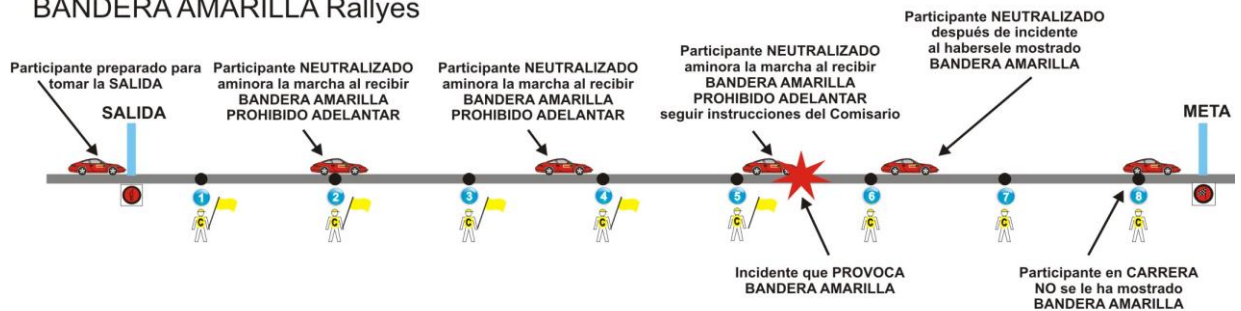 BANDERA AMARILLA Rallyes
Participante preparado para
tomar la SALIDA
SALIDA
Participante NEUTRALIZADO
aminora la marcha al recibir
BANDERA AMARILLA
PROHIBIDO ADELANTAR
Participante NEUTRALIZADO
aminora la marcha al recibir
BANDERA AMARILLA
PROHIBIDO ADELANTAR
Participante NEUTRALIZADO
aminora la marcha al recibir
BANDERA AMARILLA
PROHIBIDO ADELANTAR
seguir instrucciones del Comisario
Participante NEUTRALIZADO
después de incidente
al habersele mostrado
BANDERA AMARILLA
META
1
2
3
4
5
6
7
8
C
C
C
C
C
C
C
Incidente que PROVOCA
BANDERA AMARILLA
Participante en CARRERA
NO se le ha mostrado
BANDERA AMARILLA